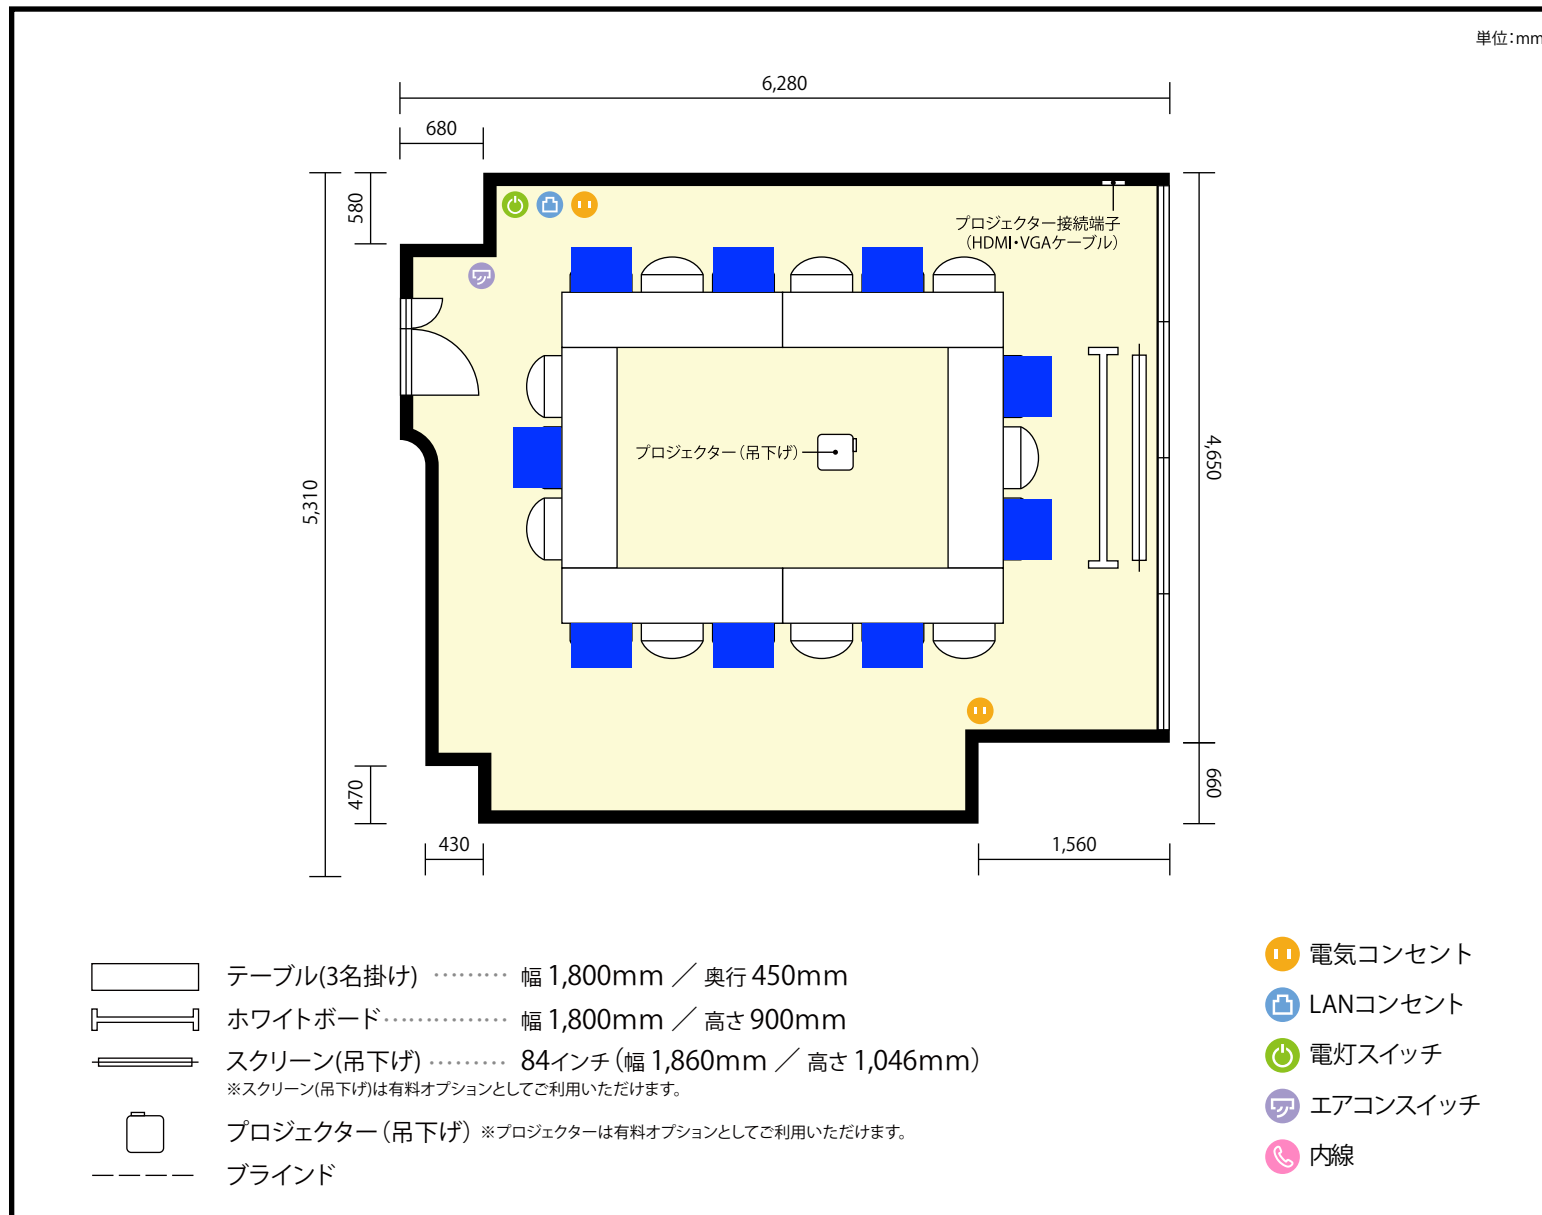 単位：mm
6,280
680
580
プロジェクター接続端子
（HDMI・VGAケーブル）
プロジェクター（吊下げ）
5,310
4,650
470
660
430
1,560
テーブル(3名掛け) ‥‥‥‥‥ 幅 1,800mm ／ 奥行 450mm
ホワイトボード‥‥‥‥‥‥‥ 幅 1,800mm ／ 高さ 900mm
スクリーン(吊下げ) ‥‥‥‥‥ 84インチ（幅 1,860mm ／ 高さ 1,046mm）
※スクリーン(吊下げ)は有料オプションとしてご利用いただけます。
プロジェクター（吊下げ） ※プロジェクターは有料オプションとしてご利用いただけます。
ブラインド
電気コンセント
LANコンセント
電灯スイッチ
エアコンスイッチ
内線